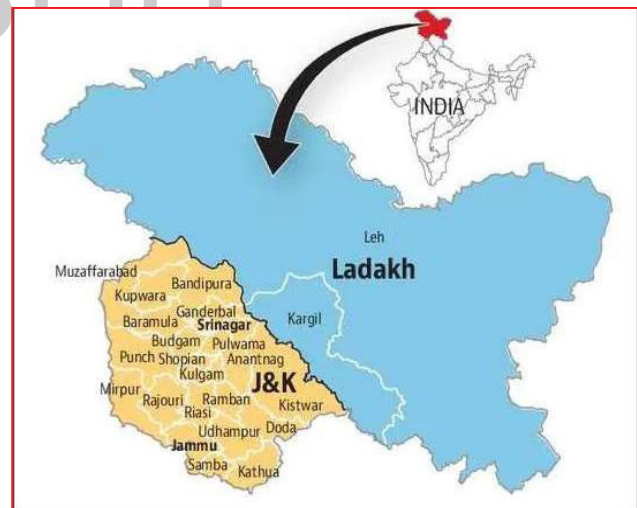 INDIA
Leh
Ladakh
Kargil
Muzaffarabad
Bandipura
Kupwara
Ganderbal
Baramula
Srinagar
Budgam
Pulwama
Punch
Shopian
Anantnag
Kulgam
J&K
Mirpur
Rajouri
Ramban
Kistwar
Riasi
Udhampur
Doda
Jammu
Samba
Kathua